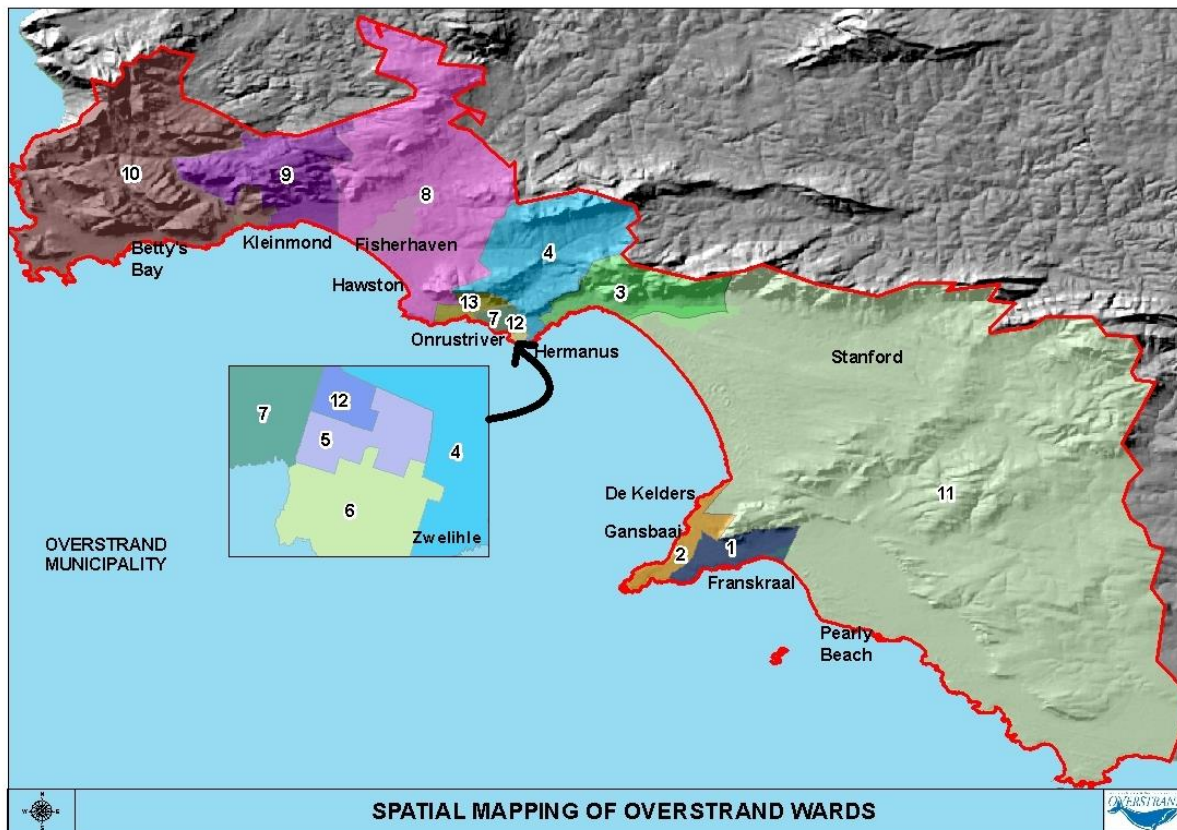 10
9
8
Betty's
Bay
Kleinmond
Fisherhaven
4
Hawston
3
13
7
12
Onrustriver
Hermanus
Stanford
7
12
5
4
6
Zwelihle
De Kelders
11
Gansbaai
1
2
Franskraal
OVERSTRAND
MUNICIPALITY
Pearly
Beach
N
W E
S
SPATIAL MAPPING OF OVERSTRAND WARDS
OVERSTRAND